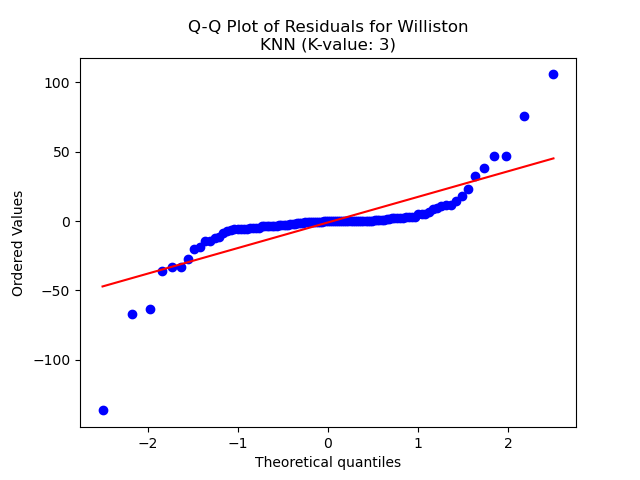 Q-Q Plot of Residuals for Williston
KNN (K-value: 3)
100
50
0
−50
−100
Ordered Values
−2
−1
0
1
2
Theoretical quantiles